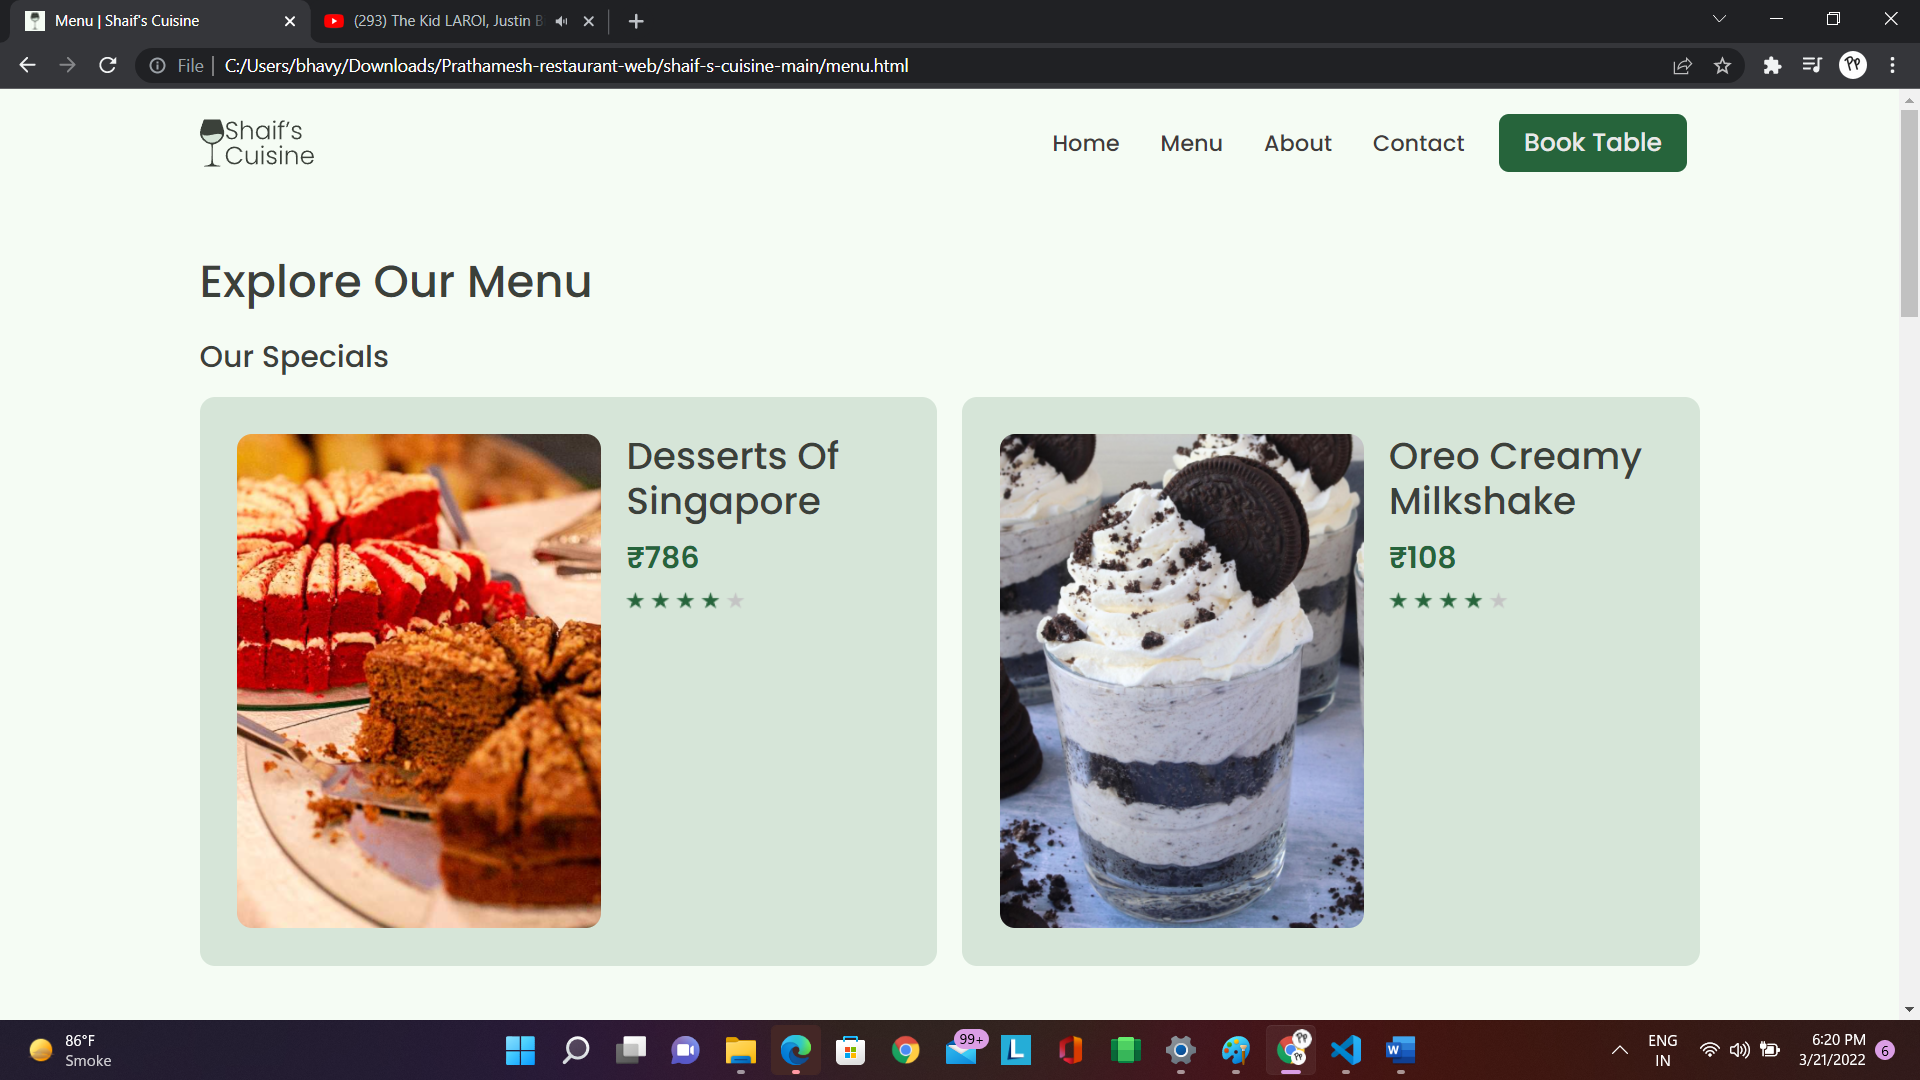 Menu | Shaif's Cuisine
(293) The Kid LAROI, Justin B
File
C:/Users/bhavy/Downloads/Prathamesh-restaurant-web/shaif-s-cuisine-main/menu.html
Shaif's
Cuisine
Home
Menu
About
Contact
Book Table
Explore Our Menu
Our Specials
Desserts Of
Singapore
₹786
Oreo Creamy
Milkshake
₹108
86°F
Smoke
99+
L
W
ENG
IN
6:20 PM
3/21/2022
6